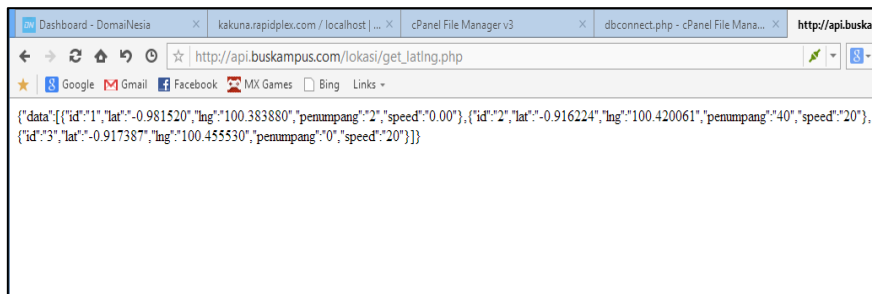 Dashboard - DomaiNesia
kakuna.rapidplex.com / localhost | ...
cPanel File Manager v3
dbconnect.php - cPanel File Mana...
http://api.buska
http://api.buskampus.com/lokasi/get_latlng.php
Google Gmail Facebook MX Games Bing Links
{"data":[{"id":"1","lat":"-0.981520","lng":"100.383880","penumpang":"2","speed":"0.00"},{"id":"2","lat":"-0.916224","lng":"100.420061","penumpang":"40","speed":"20"},
{"id":"3","lat":"-0.917387","lng":"100.455530","penumpang":"0","speed":"20"}]}